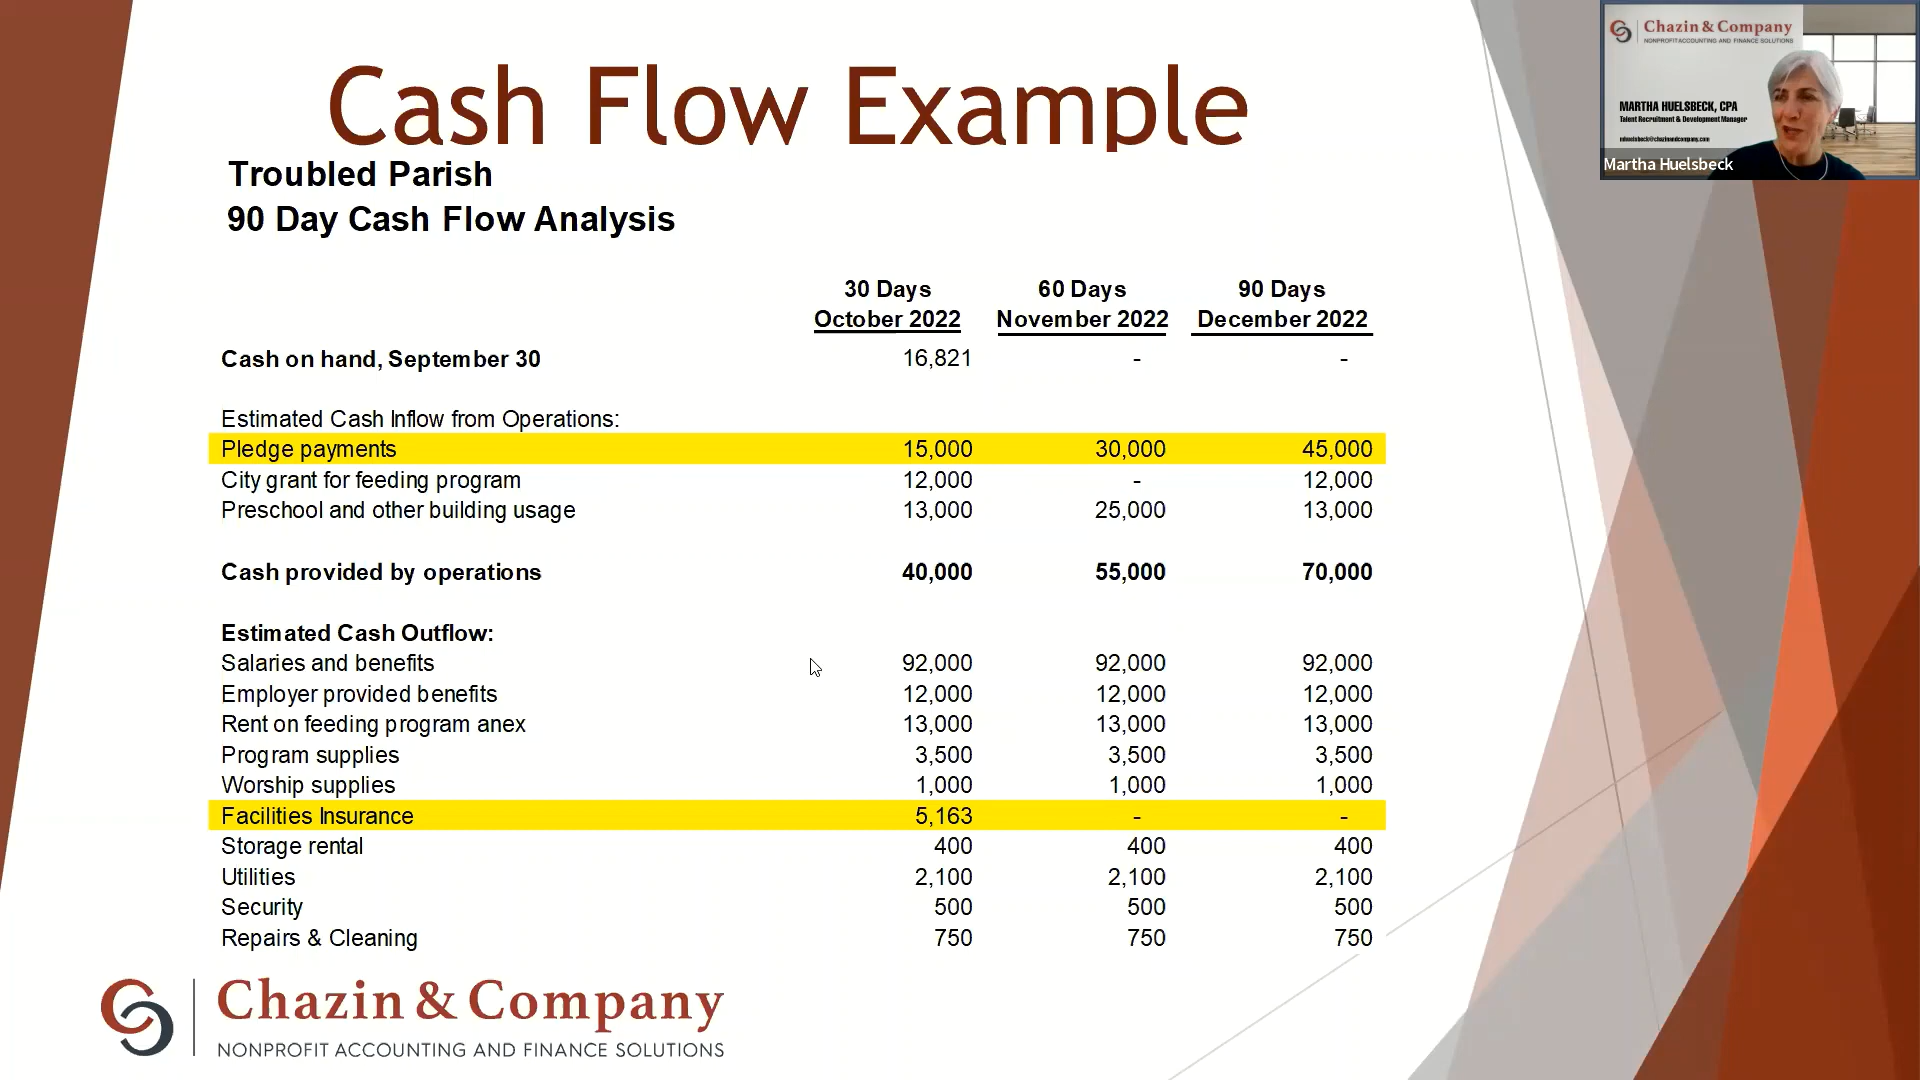 Cash Flow Example
Troubled Parish
90 Day Cash Flow Analysis
30 Days 60 Days 90 Days
October 2022 November 2022 December 2022
Cash on hand, September 30 16,821 - -
Estimated Cash Inflow from Operations:
Pledge payments 15,000 30,000 45,000
City grant for feeding program 12,000 - 12,000
Preschool and other building usage 13,000 25,000 13,000
Cash provided by operations 40,000 55,000 70,000
Estimated Cash Outflow:
Salaries and benefits 92,000 92,000 92,000
Employer provided benefits 12,000 12,000 12,000
Rent on feeding program anex 13,000 13,000 13,000
Program supplies 3,500 3,500 3,500
Worship supplies 1,000 1,000 1,000
Facilities Insurance 5,163 - -
Storage rental 400 400 400
Utilities 2,100 2,100 2,100
Security 500 500 500
Repairs & Cleaning 750 750 750
Chazin & Company
NONPROFIT ACCOUNTING AND FINANCE SOLUTIONS
Chazin & Company
NONPROFIT ACCOUNTING AND FINANCE SOLUTIONS
MARTHA HUELSBECK, CPA
Talent Recruitment & Development Manager
Martha Huelsbeck